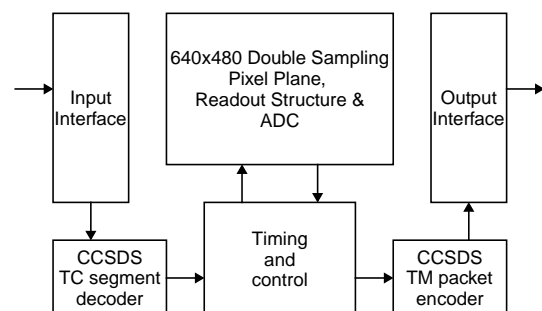 640x480 Double Sampling
Pixel Plane,
Readout Structure &
ADC
Input
Interface
Output
Interface
Timing
and
control
CCSDS
TC segment
decoder
CCSDS
TM packet
encoder